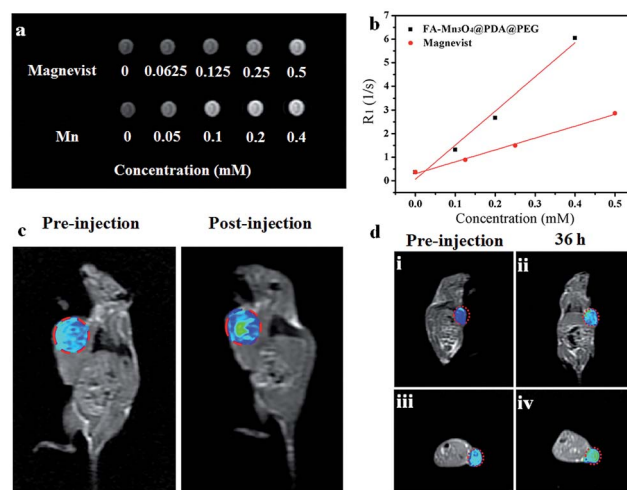 a
Magnevist
0 0.0625 0.125 0.25 0.5
Mn
0 0.05 0.1 0.2 0.4
Concentration (mM)
b
FA-Mn₃O₄@PDA@PEG
Magnevist
R₁ (1/s)
7
6
5
4
3
2
1
0
0.0 0.1 0.2 0.3 0.4 0.5
Concentration (mM)
c
Pre-injection Post-injection
d
Pre-injection 36 h
i ii
iii iv